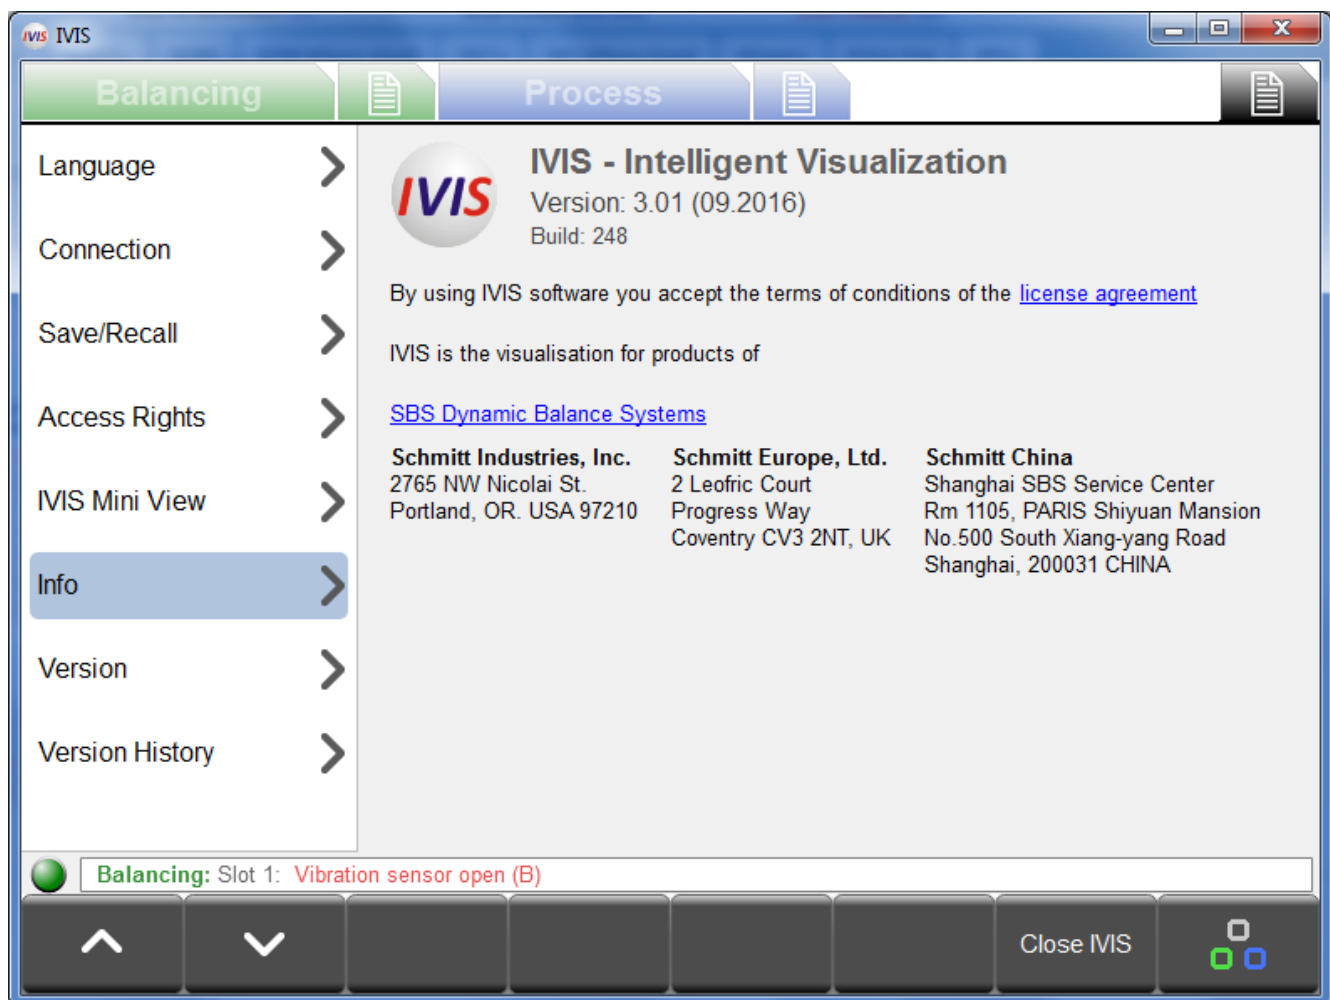 IVIS IVIS
Balancing
Process
Language
Connection
Save/Recall
Access Rights
IVIS Mini View
Info
Version
Version History
IVIS
IVIS - Intelligent Visualization
Version: 3.01 (09.2016)
Build: 248
By using IVIS software you accept the terms of conditions of the license agreement
IVIS is the visualisation for products of
SBS Dynamic Balance Systems
Schmitt Industries, Inc.
2765 NW Nicolai St.
Portland, OR. USA 97210
Schmitt Europe, Ltd.
2 Leofric Court
Progress Way
Coventry CV3 2NT, UK
Schmitt China
Shanghai SBS Service Center
Rm 1105, PARIS Shiyuan Mansion
No.500 South Xiang-yang Road
Shanghai, 200031 CHINA
Balancing: Slot 1: Vibration sensor open (B)
Close IVIS